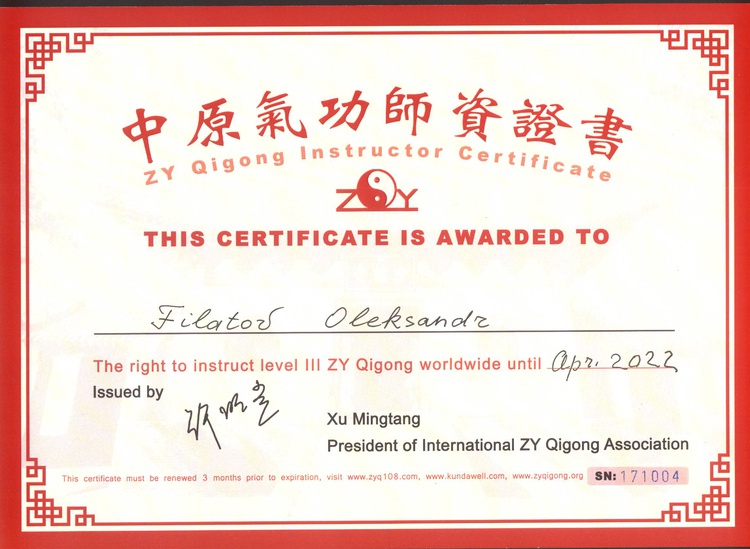 中原氣功師資證書
ZY Qigong Instructor Certificate
ZY
THIS CERTIFICATE IS AWARDED TO
Filatov Oleksandr
The right to instruct level III ZY Qigong worldwide until Apr. 2022
Issued by
Xu Mingtang
President of International ZY Qigong Association
This certificate must be renewed 3 months prior to expiration, visit www.zyq108.com, www.kundawell.com, www.zyqigong.org SN: 171004